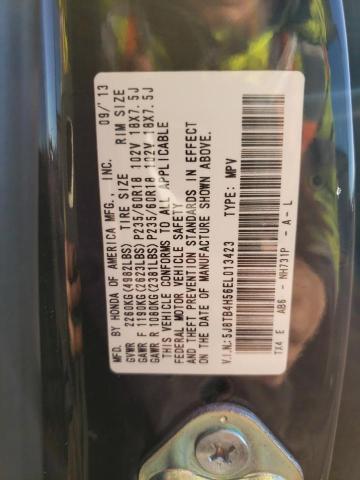 MFD. BY HONDA OF AMERICA MFG., INC. 09/'13
GVWR 2260KG(4982LBS) TIRE SIZE RIM SIZE
GAWR F 1190KG(2623LBS)P235/60R18 102V 18X7.5J
GAWR R 1080KG(2381LBS)P235/60R18 102V 18X7.5J
THIS VEHICLE CONFORMS TO ALL APPLICABLE
FEDERAL MOTOR VEHICLE SAFETY
AND THEFT PREVENTION STANDARDS IN EFFECT
ON THE DATE OF MANUFACTURE SHOWN ABOVE.
V.I.N.: 5J8TB4H56EL013423 TYPE: MPV
TX4 E AB6 - NH731P - A - L